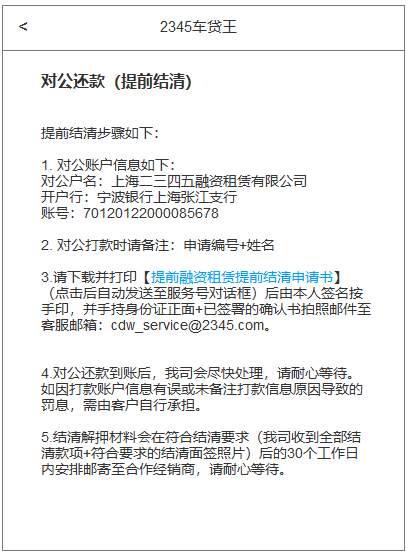 <
2345车贷王
对公还款（提前结清）
提前结清步骤如下：
1. 对公账户信息如下：
对公户名：上海二三四五融资租赁有限公司
开户行：宁波银行上海张江支行
账号：70120122000085678
2. 对公打款时请备注：申请编号+姓名
3.请下载并打印【提前融资租赁提前结清申请书】
（点击后自动发送至服务号对话框）后由本人签名按
手印，并手持身份证正面+已签署的确认书拍照邮件至
客服邮箱：cdw_service@2345.com。
4.对公还款到账后，我司会尽快处理，请耐心等待。
如因打款账户信息有误或未备注打款信息原因导致的
罚息，需由客户自行承担。
5.结清解押材料会在符合结清要求（我司收到全部结
清款项+符合要求的结清面签照片）后的30个工作日
内安排邮寄至合作经销商，请耐心等待。